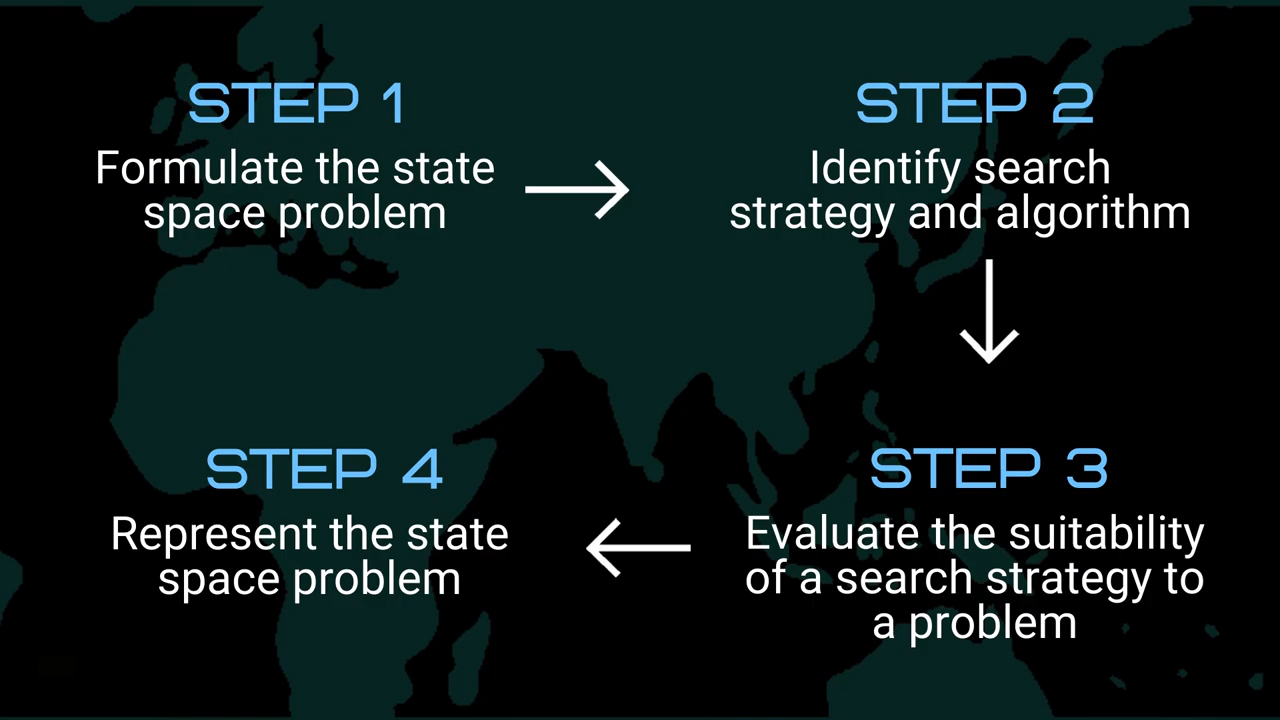 STEP 1
Formulate the state
space problem
STEP 2
Identify search
strategy and algorithm
STEP 3
Evaluate the suitability
of a search strategy to
a problem
STEP 4
Represent the state
space problem